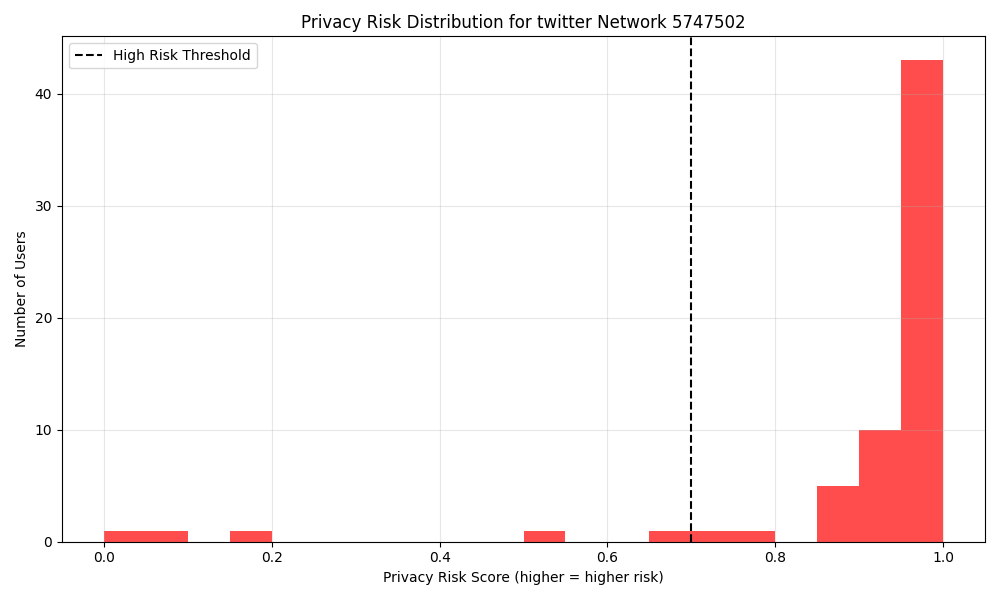 Privacy Risk Distribution for twitter Network 5747502
High Risk Threshold
Number of Users
40
30
20
10
0
0.0 0.2 0.4 0.6 0.8 1.0
Privacy Risk Score (higher = higher risk)